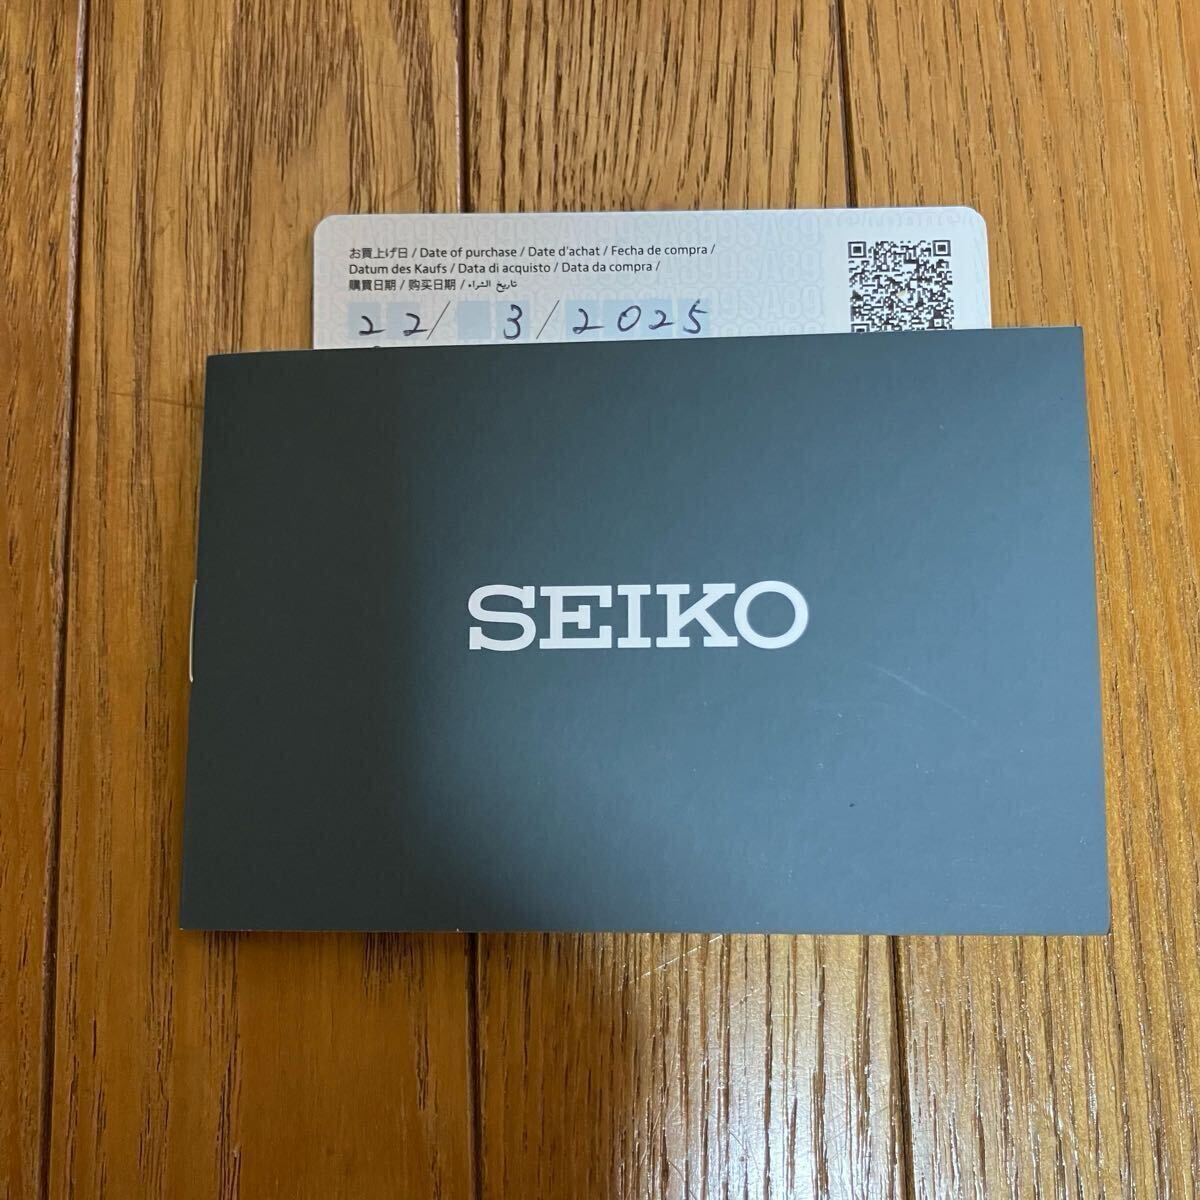 お買上げ日 / Date of purchase / Date d'achat / Fecha de compra /
Datum des Kaufs / Data di acquisto / Data da compra /
購買日期 / 购买日期 / تاريخ الشراء
22/ 3/2025
SEIKO